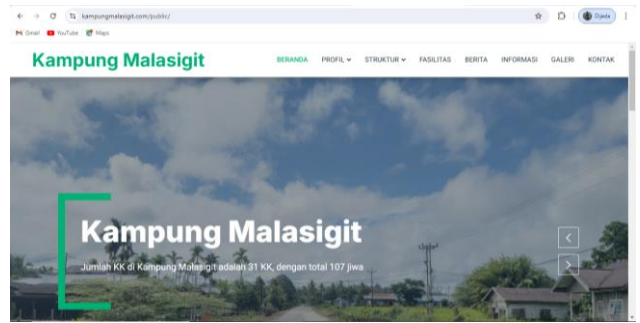 kampungmalasigit.com/public/
Dijeda
Gmail YouTube Maps
Kampung Malasigit
BERANDA PROFIL STRUKTUR FASILITAS BERITA INFORMASI GALERI KONTAK
Kampung Malasigit
Jumlah KK di Kampung Malasigit adalah 31 KK, dengan total 107 jiwa